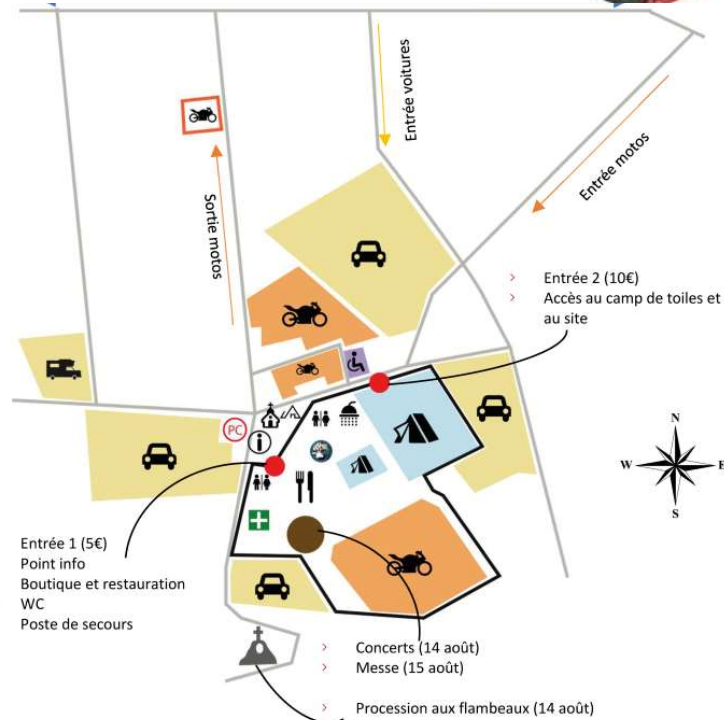 Entrée voitures
Entrée motos
Sortie motos
> Entrée 2 (10€)
> Accès au camp de toiles et
au site
PC
i
N
W
E
S
Entrée 1 (5€)
Point info
Boutique et restauration
WC
Poste de secours
> Concerts (14 août)
> Messe (15 août)
> Procession aux flambeaux (14 août)